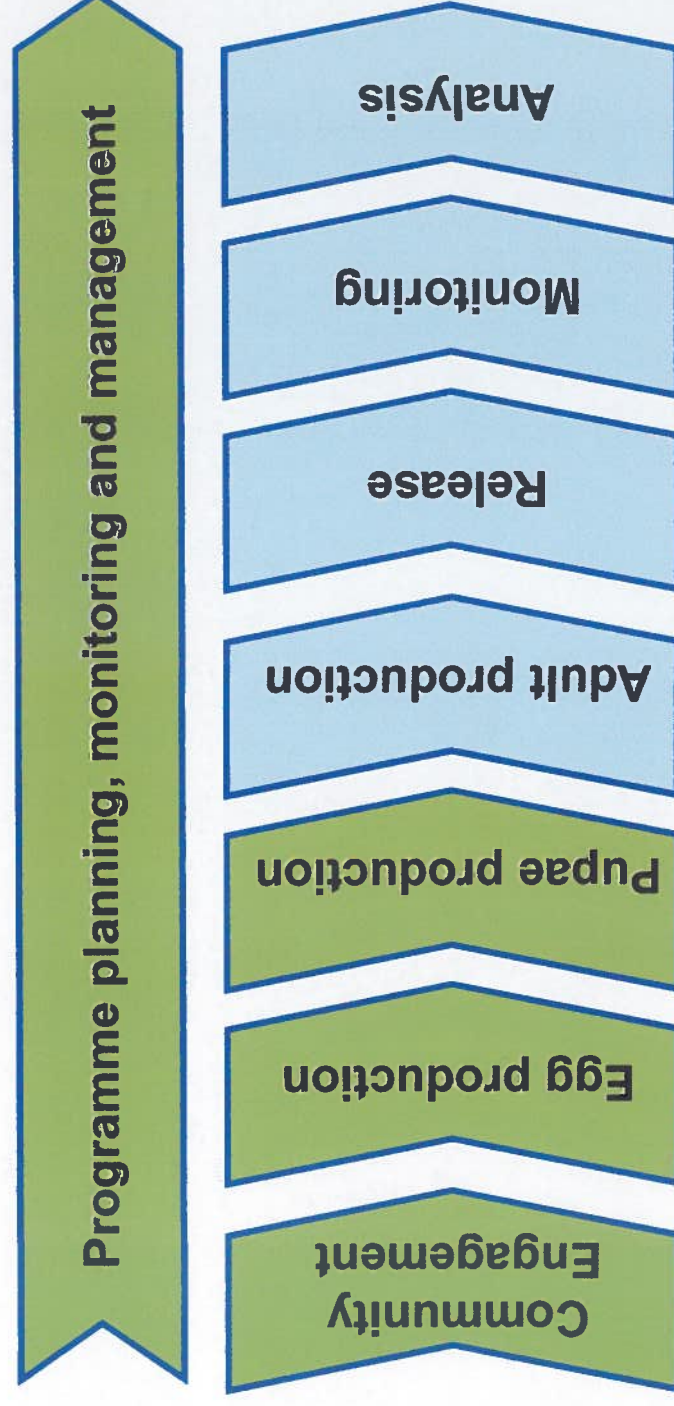 Programme planning, monitoring and management
Community
Engagement
Egg production
Pupae production
Adult production
Release
Monitoring
Analysis